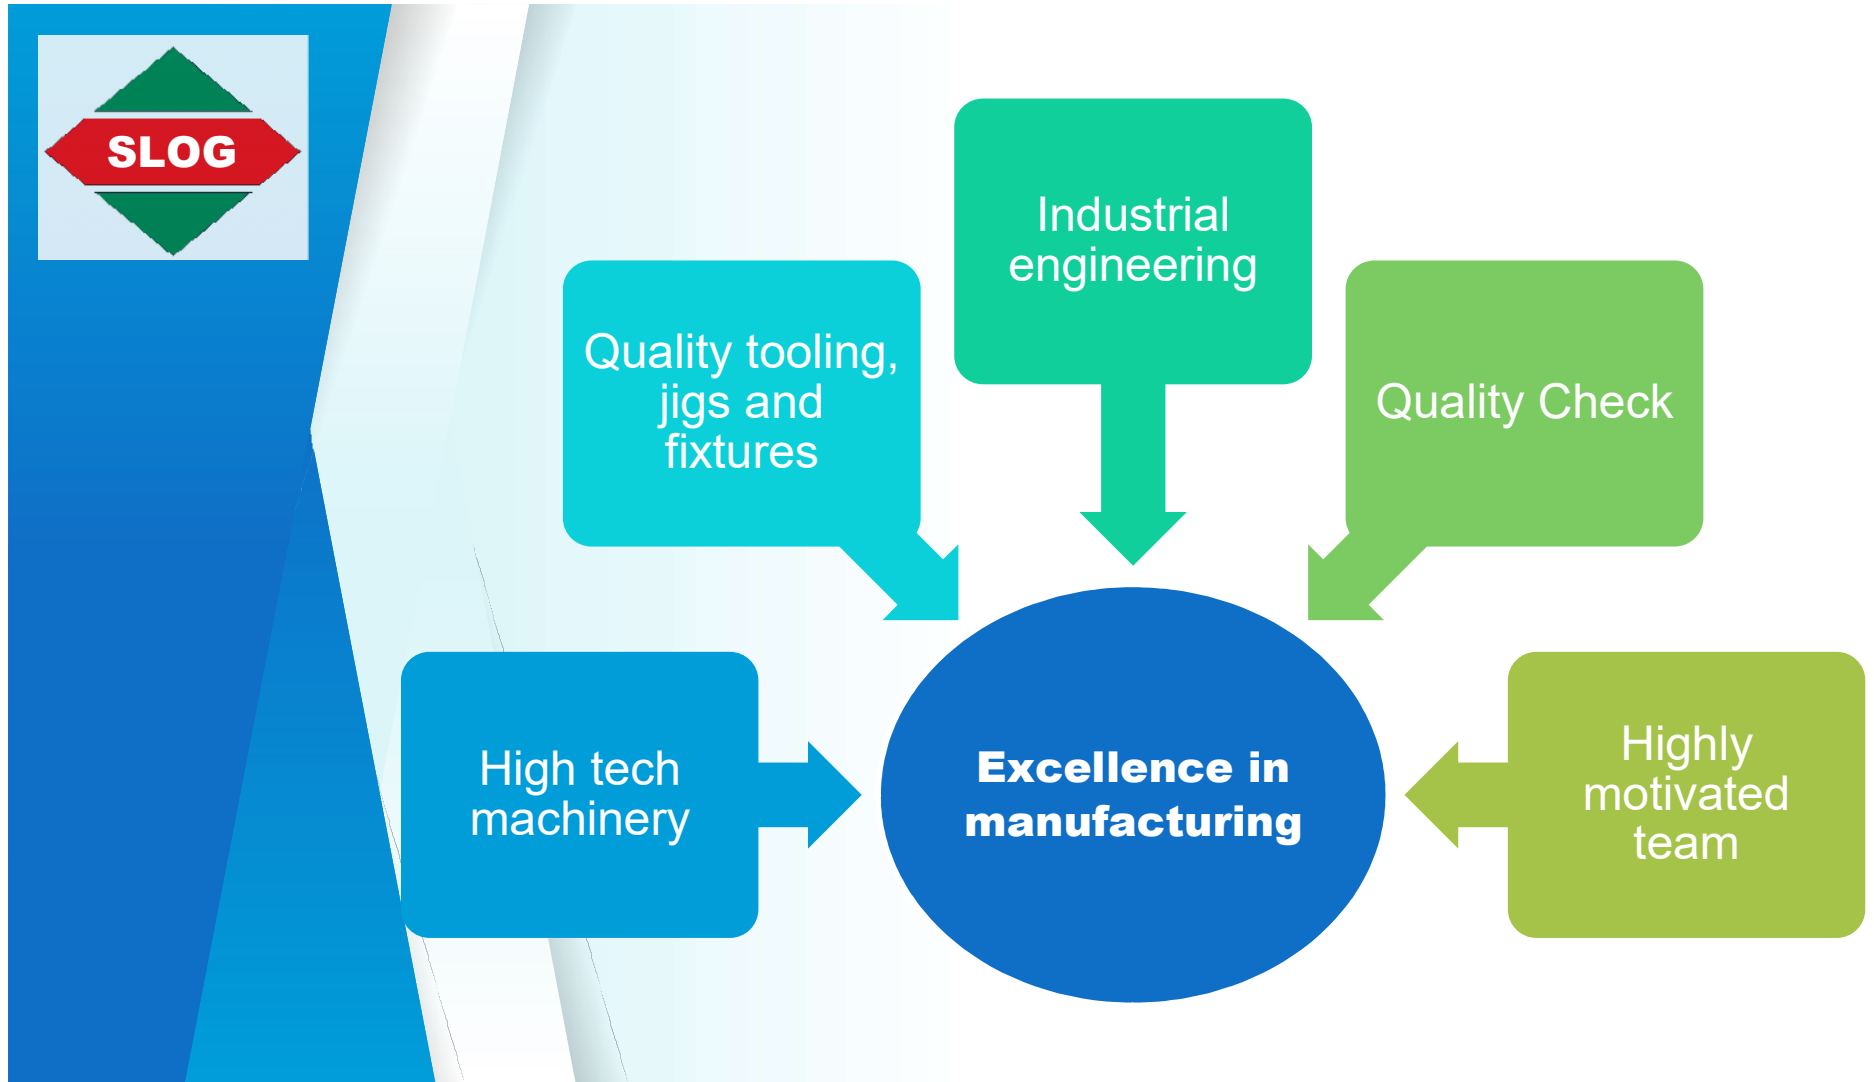 SLOG
Industrial
engineering
Quality tooling,
jigs and
fixtures
Quality Check
High tech
machinery
Excellence in
manufacturing
Highly
motivated
team